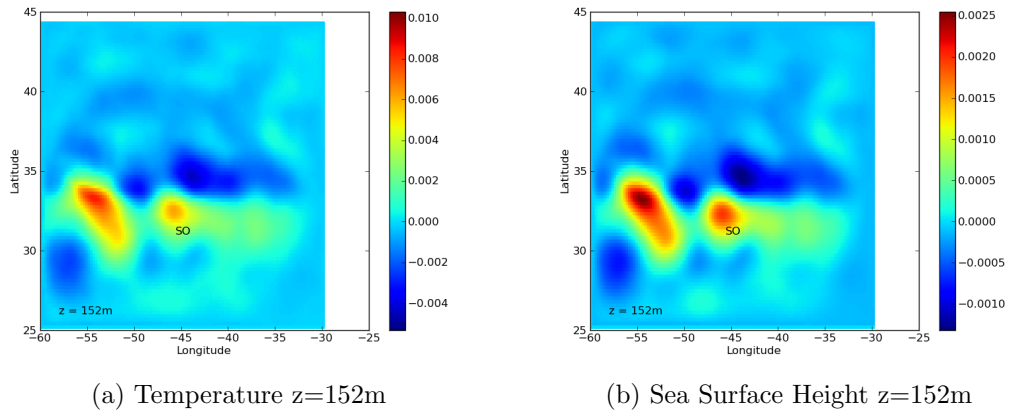 45
40
35
30
25
Latitude
−60 −55 −50 −45 −40 −35 −30 −25
Longitude
SO
z = 152m
0.010
0.008
0.006
0.004
0.002
0.000
−0.002
−0.004
(a) Temperature z=152m
45
40
35
30
25
Latitude
−60 −55 −50 −45 −40 −35 −30 −25
Longitude
SO
z = 152m
0.0025
0.0020
0.0015
0.0010
0.0005
0.0000
−0.0005
−0.0010
(b) Sea Surface Height z=152m